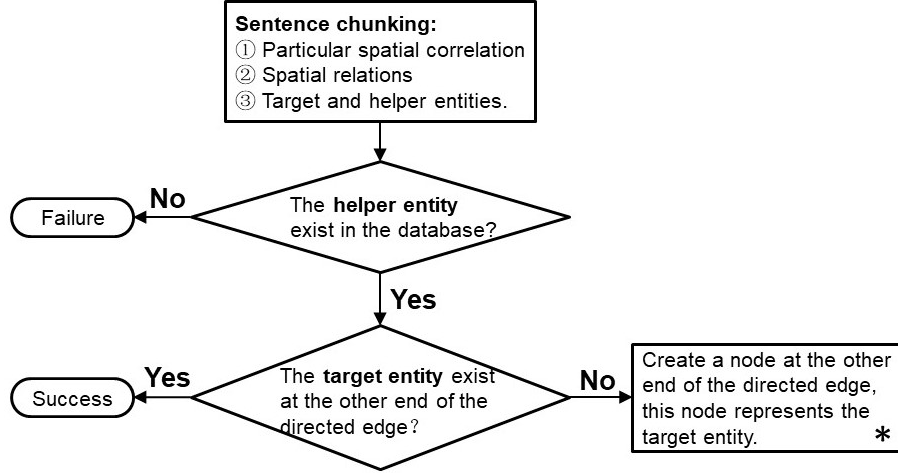 Sentence chunking:
① Particular spatial correlation
② Spatial relations
③ Target and helper entities.
No
Failure
The helper entity
exist in the database?
Yes
Yes
Success
The target entity exist
at the other end of the
directed edge？
No
Create a node at the other
end of the directed edge,
this node represents the
target entity. *